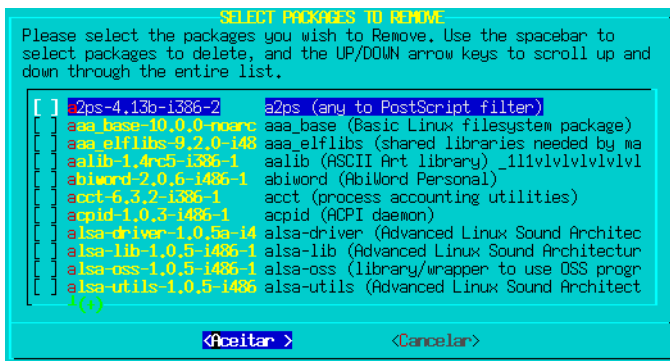 SELECT PACKAGES TO REMOVE
Please select the packages you wish to Remove. Use the spacebar to
select packages to delete, and the UP/DOWN arrow keys to scroll up and
down through the entire list.
[ ] a2ps-4.13b-i386-2 a2ps (any to PostScript filter)
[ ] aaa_base-10.0.0-noarc aaa_base (Basic Linux filesystem package)
[ ] aaa_elflibs-9.2.0-i48 aaa_elflibs (shared libraries needed by ma
[ ] aalib-1.4rc5-i386-1 aalib (ASCII Art library) _1l1vlvlvlvlvl
[ ] abiword-2.0.6-i486-1 abiword (AbiWord Personal)
[ ] acct-6.3.2-i386-1 acct (process accounting utilities)
[ ] acpid-1.0.3-i486-1 acpid (ACPI daemon)
[ ] alsa-driver-1.0.5a-i4 alsa-driver (Advanced Linux Sound Architec
[ ] alsa-lib-1.0.5-i486-1 alsa-lib (Advanced Linux Sound Architectur
[ ] alsa-oss-1.0.5-i486-1 alsa-oss (library/wrapper to use OSS progr
[ ] alsa-utils-1.0.5-i486 alsa-utils (Advanced Linux Sound Architect
(+)
<Aceitar > <Cancelar>